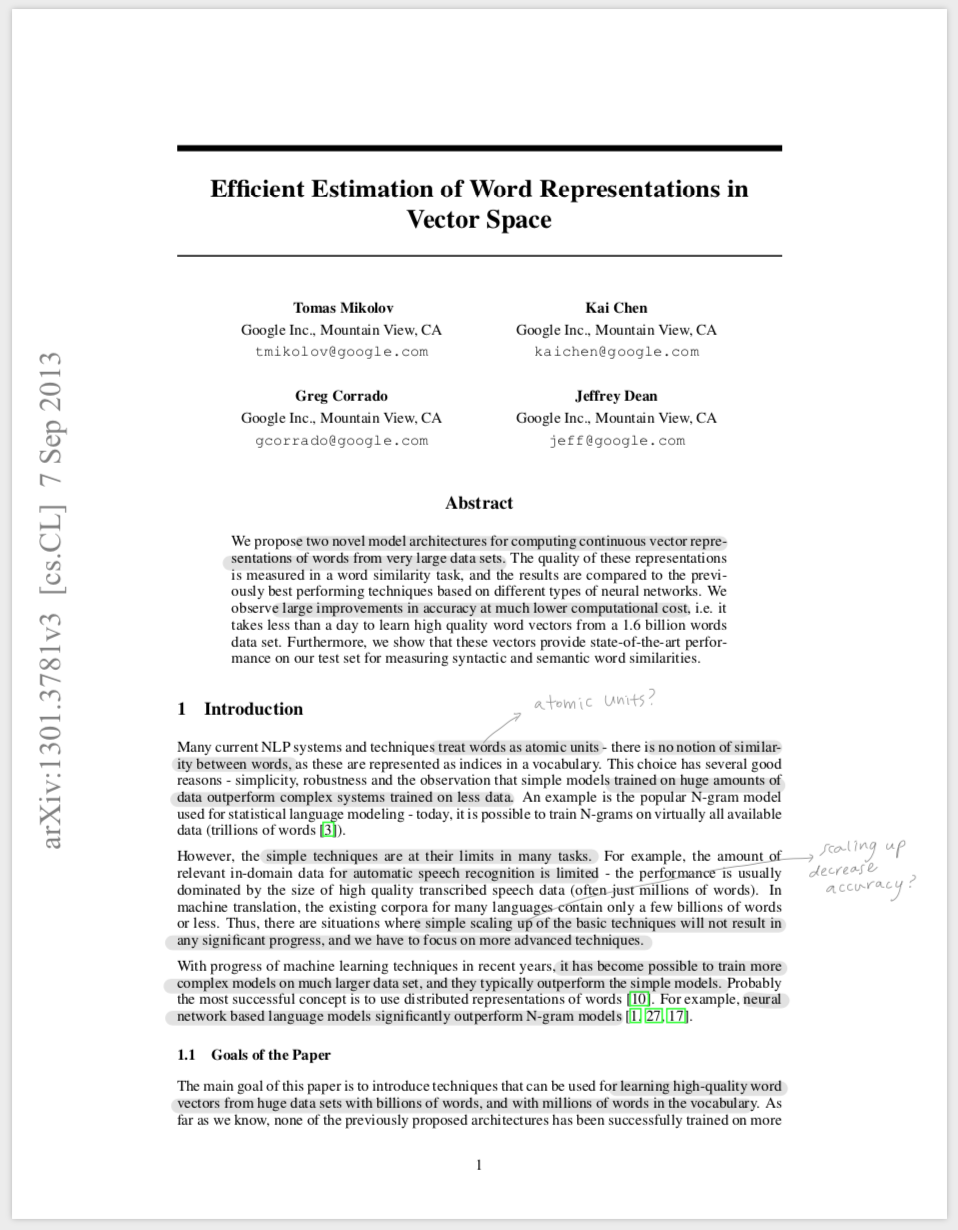 Efficient Estimation of Word Representations in
Vector Space
Tomas Mikolov
Google Inc., Mountain View, CA
tmikolov@google.com
Kai Chen
Google Inc., Mountain View, CA
kaichen@google.com
Greg Corrado
Google Inc., Mountain View, CA
gcorrado@google.com
Jeffrey Dean
Google Inc., Mountain View, CA
jeff@google.com
arXiv:1301.3781v3 [cs.CL] 7 Sep 2013
Abstract
We propose two novel model architectures for computing continuous vector repre-
sentations of words from very large data sets. The quality of these representations
is measured in a word similarity task, and the results are compared to the previ-
ously best performing techniques based on different types of neural networks. We
observe large improvements in accuracy at much lower computational cost, i.e. it
takes less than a day to learn high quality word vectors from a 1.6 billion words
data set. Furthermore, we show that these vectors provide state-of-the-art perfor-
mance on our test set for measuring syntactic and semantic word similarities.
atomic units?
1 Introduction
Many current NLP systems and techniques treat words as atomic units - there is no notion of similar-
ity between words, as these are represented as indices in a vocabulary. This choice has several good
reasons - simplicity, robustness and the observation that simple models trained on huge amounts of
data outperform complex systems trained on less data. An example is the popular N-gram model
used for statistical language modeling - today, it is possible to train N-grams on virtually all available
data (trillions of words [3]).
However, the simple techniques are at their limits in many tasks. For example, the amount of
relevant in-domain data for automatic speech recognition is limited - the performance is usually
dominated by the size of high quality transcribed speech data (often just millions of words). In
machine translation, the existing corpora for many languages contain only a few billions of words
or less. Thus, there are situations where simple scaling up of the basic techniques will not result in
any significant progress, and we have to focus on more advanced techniques.
scaling up
decrease
accuracy?
With progress of machine learning techniques in recent years, it has become possible to train more
complex models on much larger data set, and they typically outperform the simple models. Probably
the most successful concept is to use distributed representations of words [10]. For example, neural
network based language models significantly outperform N-gram models [1, 27, 17].
1.1 Goals of the Paper
The main goal of this paper is to introduce techniques that can be used for learning high-quality word
vectors from huge data sets with billions of words, and with millions of words in the vocabulary. As
far as we know, none of the previously proposed architectures has been successfully trained on more
1